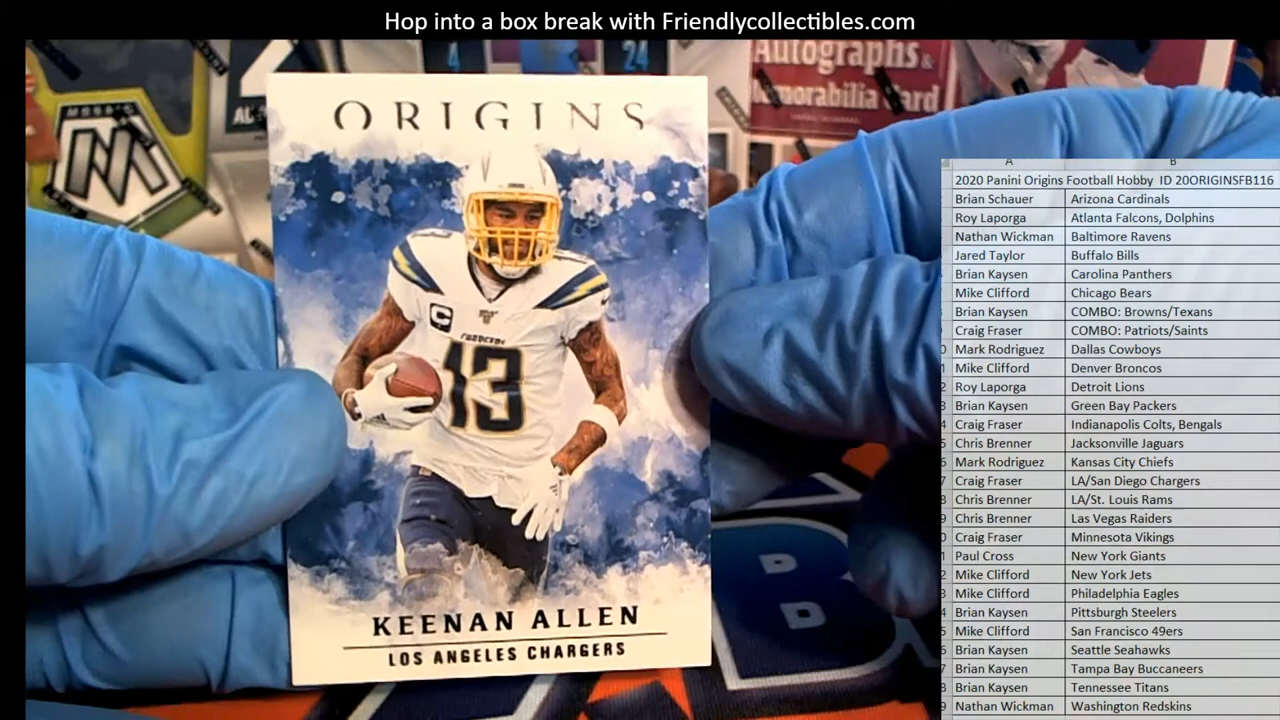 Hop into a box break with Friendlycollectibles.com
4
24
Autographs &
Memorabilia Card
MOSAIC
ORIGINS
13
C
CHARGERS
13
KEENAN ALLEN
LOS ANGELES CHARGERS
A B
2020 Panini Origins Football Hobby ID 20ORIGINSFB116
Brian Schauer Arizona Cardinals
Roy Laporga Atlanta Falcons, Dolphins
Nathan Wickman Baltimore Ravens
Jared Taylor Buffalo Bills
Brian Kaysen Carolina Panthers
Mike Clifford Chicago Bears
Brian Kaysen COMBO: Browns/Texans
Craig Fraser COMBO: Patriots/Saints
Mark Rodriguez Dallas Cowboys
Mike Clifford Denver Broncos
Roy Laporga Detroit Lions
Brian Kaysen Green Bay Packers
Craig Fraser Indianapolis Colts, Bengals
Chris Brenner Jacksonville Jaguars
Mark Rodriguez Kansas City Chiefs
Craig Fraser LA/San Diego Chargers
Chris Brenner LA/St. Louis Rams
Chris Brenner Las Vegas Raiders
Craig Fraser Minnesota Vikings
Paul Cross New York Giants
Mike Clifford New York Jets
Mike Clifford Philadelphia Eagles
Brian Kaysen Pittsburgh Steelers
Mike Clifford San Francisco 49ers
Brian Kaysen Seattle Seahawks
Brian Kaysen Tampa Bay Buccaneers
Brian Kaysen Tennessee Titans
Nathan Wickman Washington Redskins